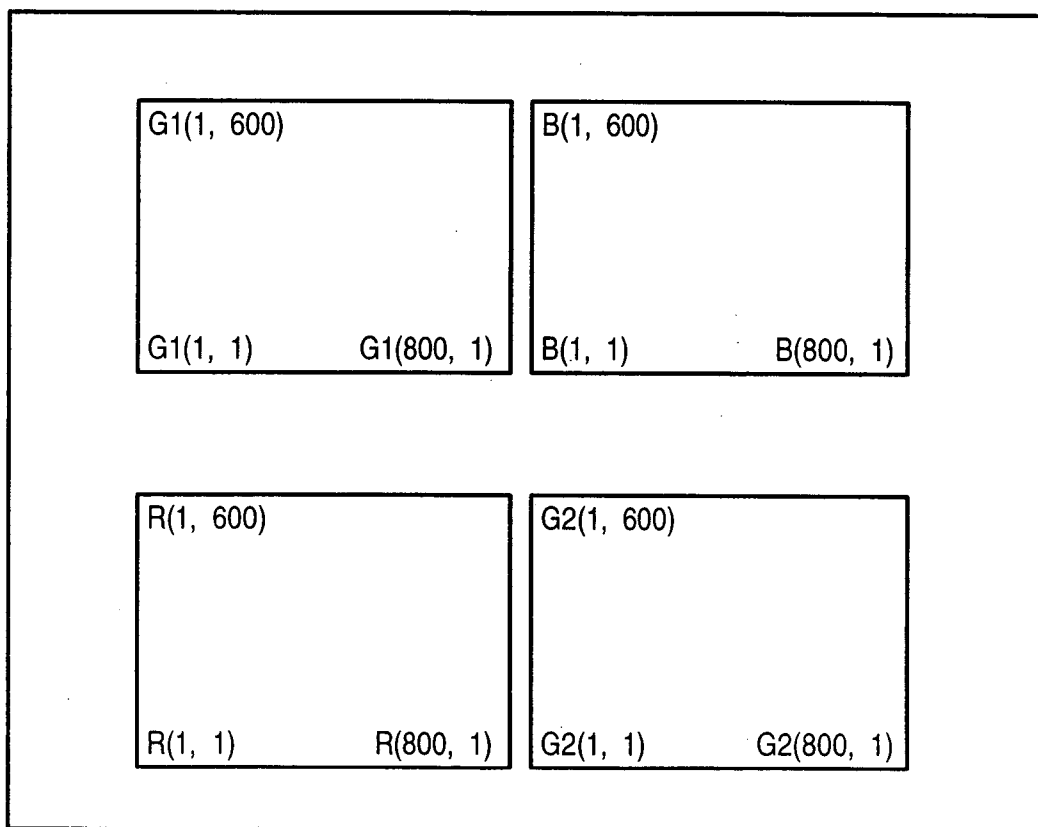 G1(1, 600)
B(1, 600)
G1(1, 1) G1(800, 1)
B(1, 1) B(800, 1)
R(1, 600)
G2(1, 600)
R(1, 1) R(800, 1)
G2(1, 1) G2(800, 1)